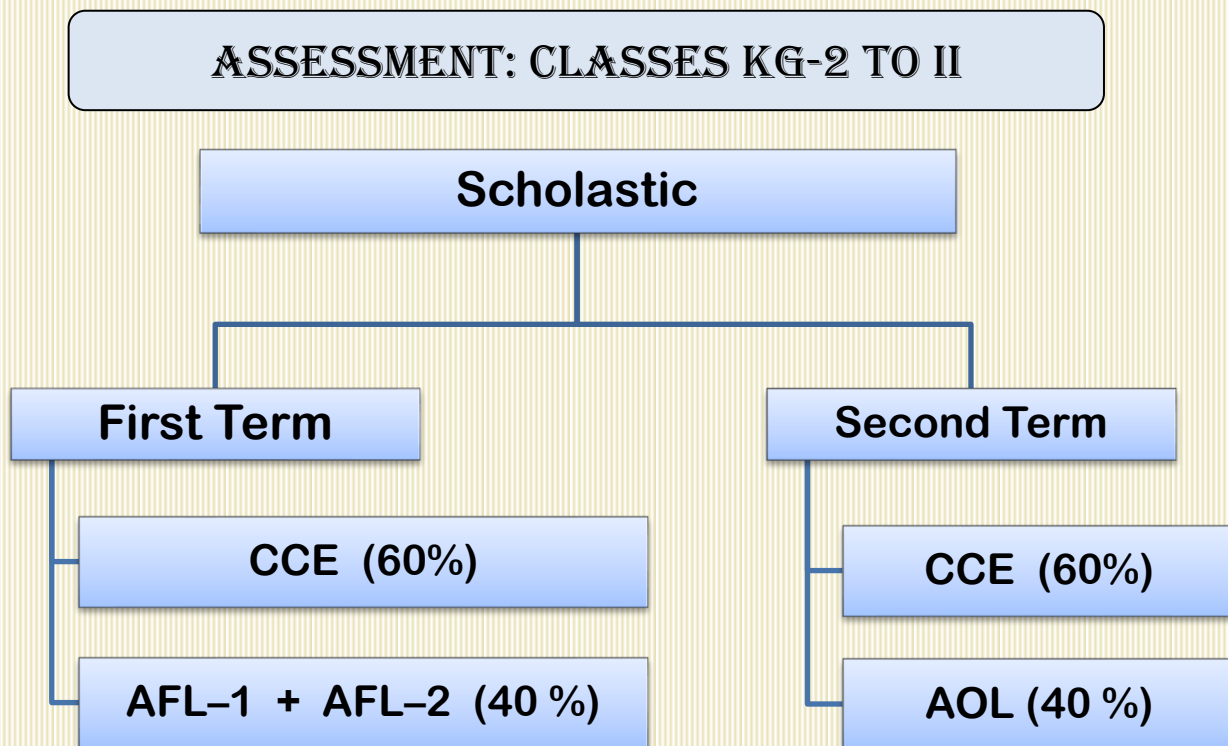 ASSESSMENT: CLASSES KG-2 TO II
Scholastic
First Term
CCE (60%)
AFL–1 + AFL–2 (40 %)
Second Term
CCE (60%)
AOL (40 %)